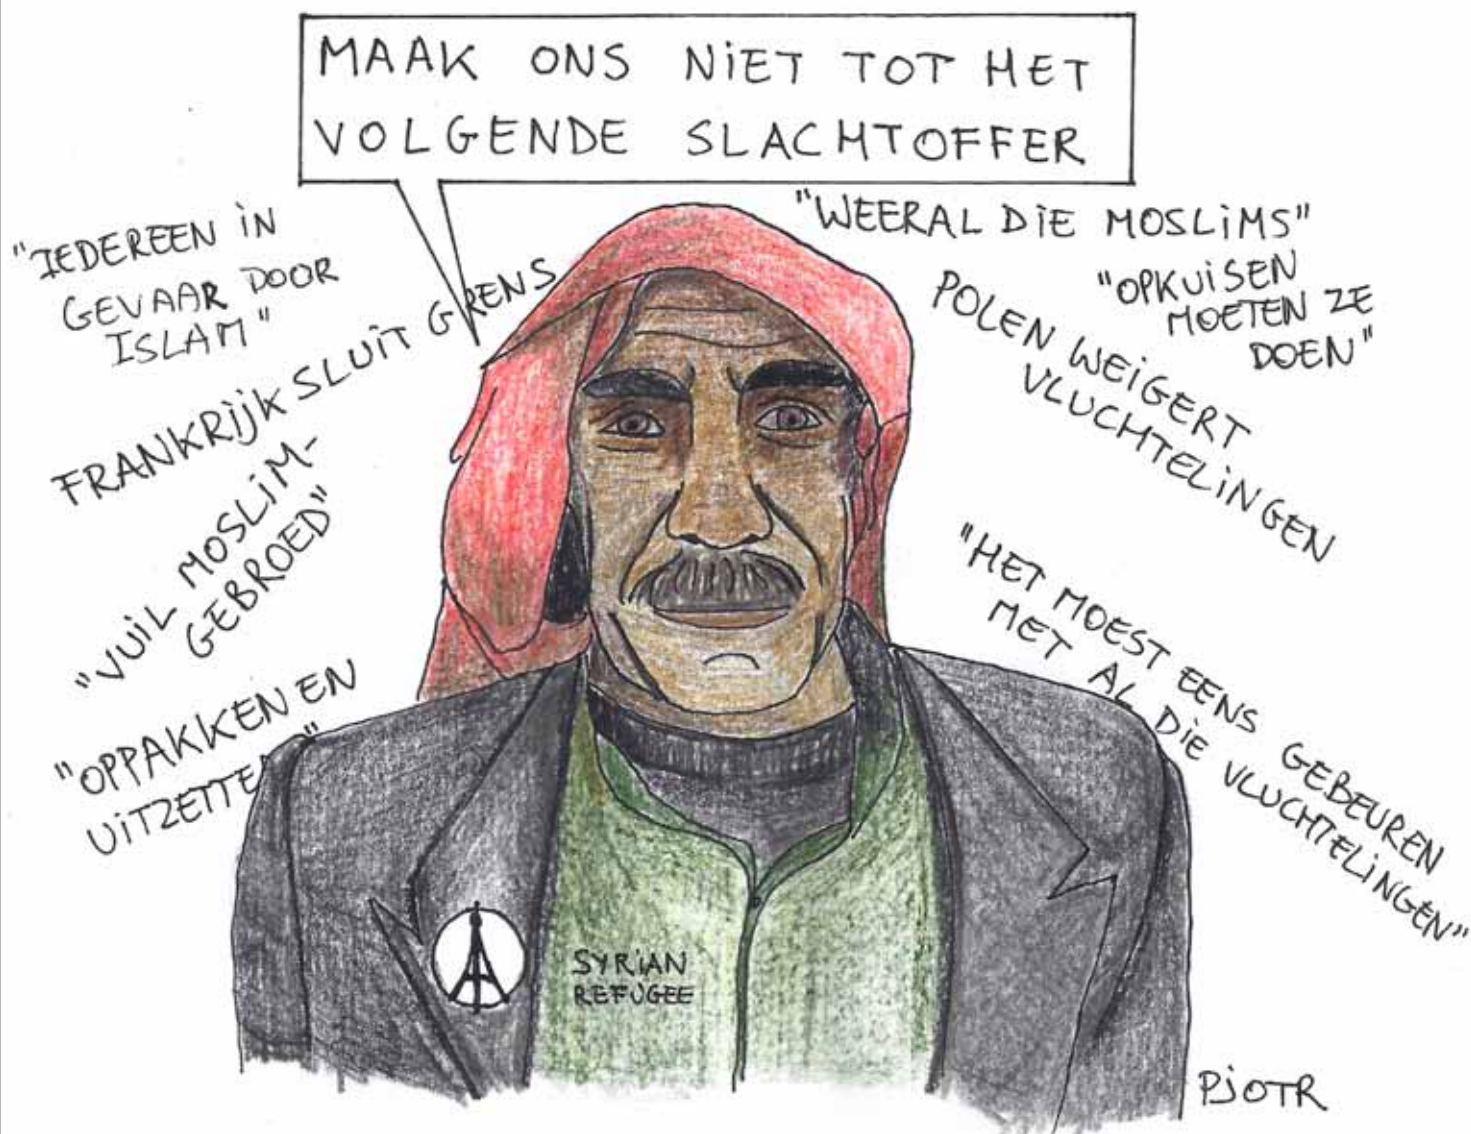 MAAK ONS NIET TOT HET
VOLGENDE SLACHTOFFER
"IEDEREEN IN
GEVAAR DOOR
ISLAM"
FRANKRIJK SLUIT GRENS
"VUIL MOSLIM-
GEBROED"
"OPPAKKEN EN
UITZETTE
"WEERAL DIE MOSLIMS"
"OPKUISEN
MOETEN ZE
DOEN"
POLEN WEIGERT
VLUCHTELINGEN
"HET MOEST EENS GEBEUREN
MET AL DIE VLUCHTELINGEN"
SYRIAN
REFUGEE
PJOTR